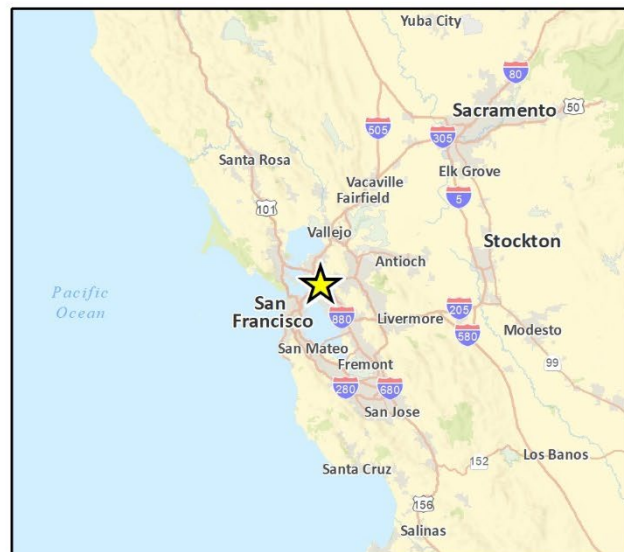 Yuba City
80
Sacramento
50
505
305
Santa Rosa
Elk Grove
Vacaville
Fairfield
101
5
Vallejo
Stockton
Antioch
Pacific
Ocean
San
Francisco
880
Livermore
205
580
Modesto
San Mateo
Fremont
99
280
680
San Jose
Los Banos
152
Santa Cruz
156
Salinas